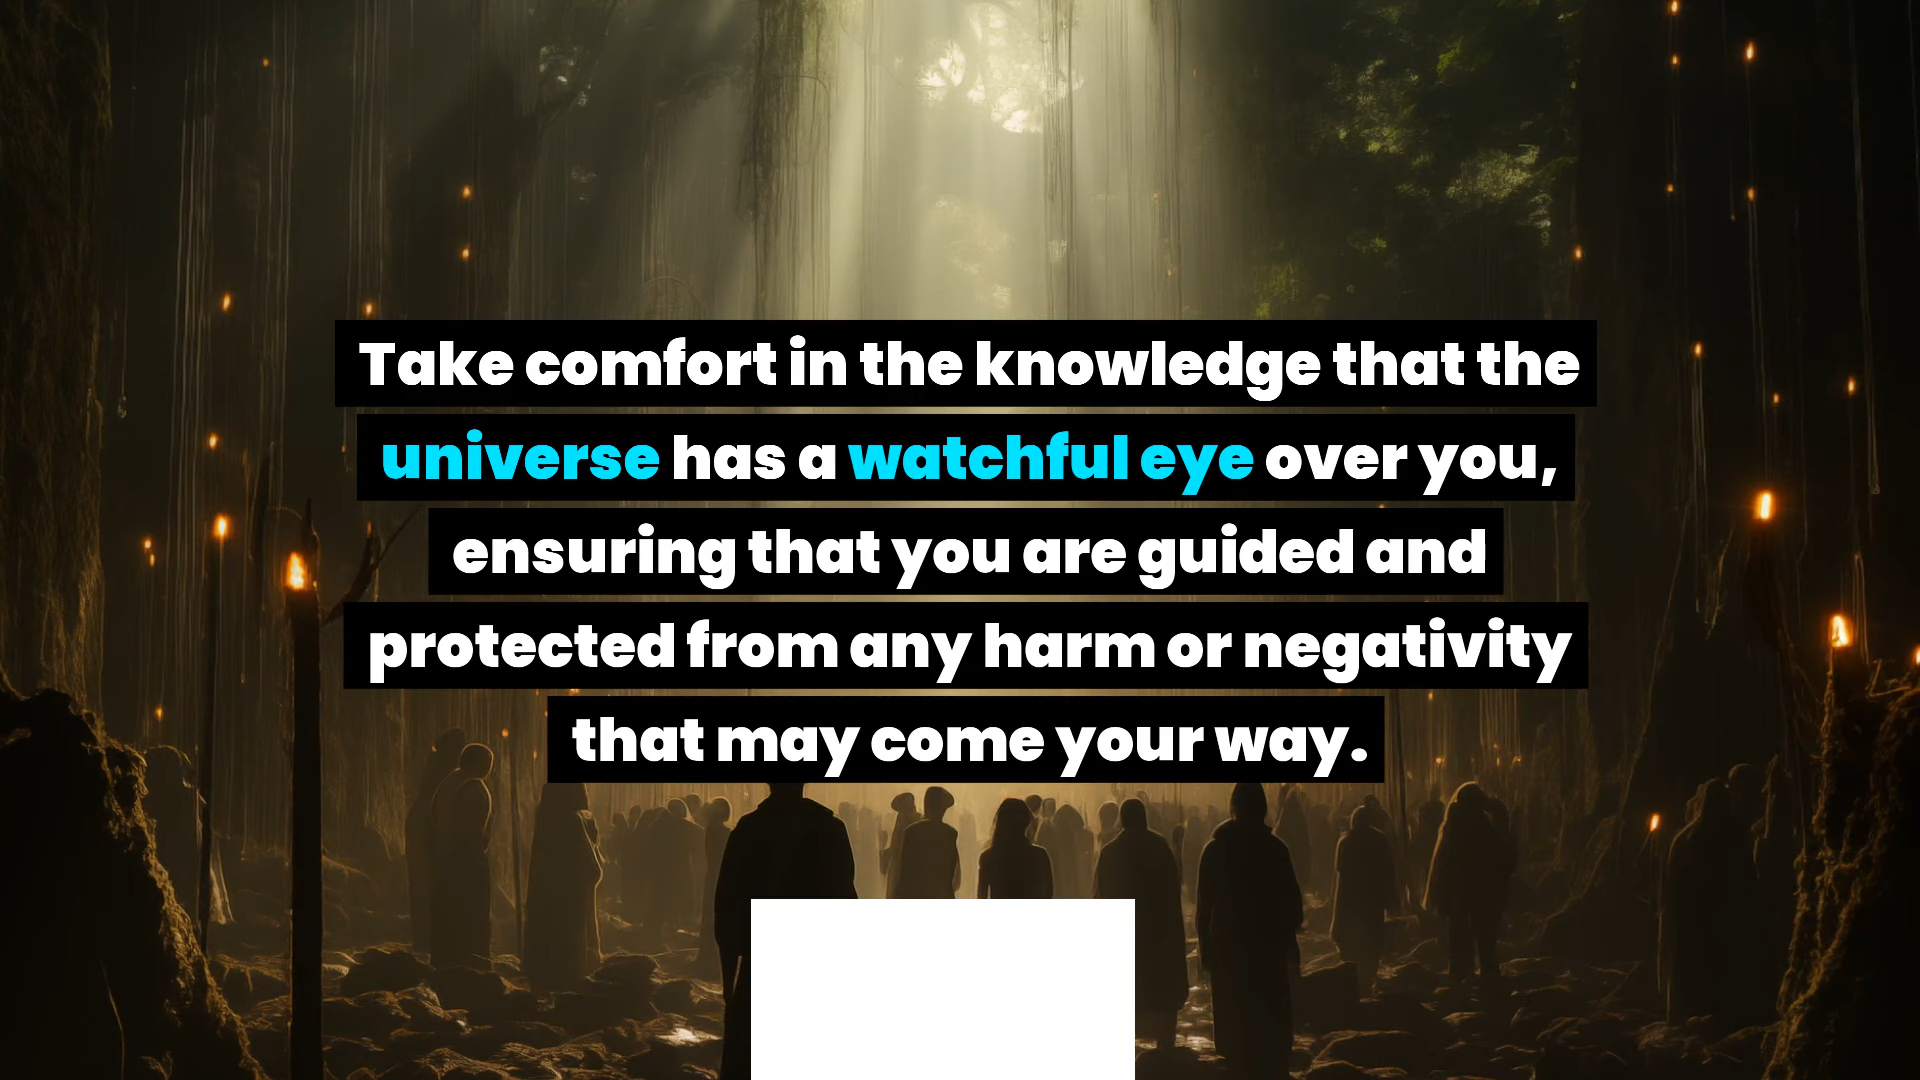 Take comfort in the knowledge that the
universe has a watchful eye over you,
ensuring that you are guided and
protected from any harm or negativity
that may come your way.